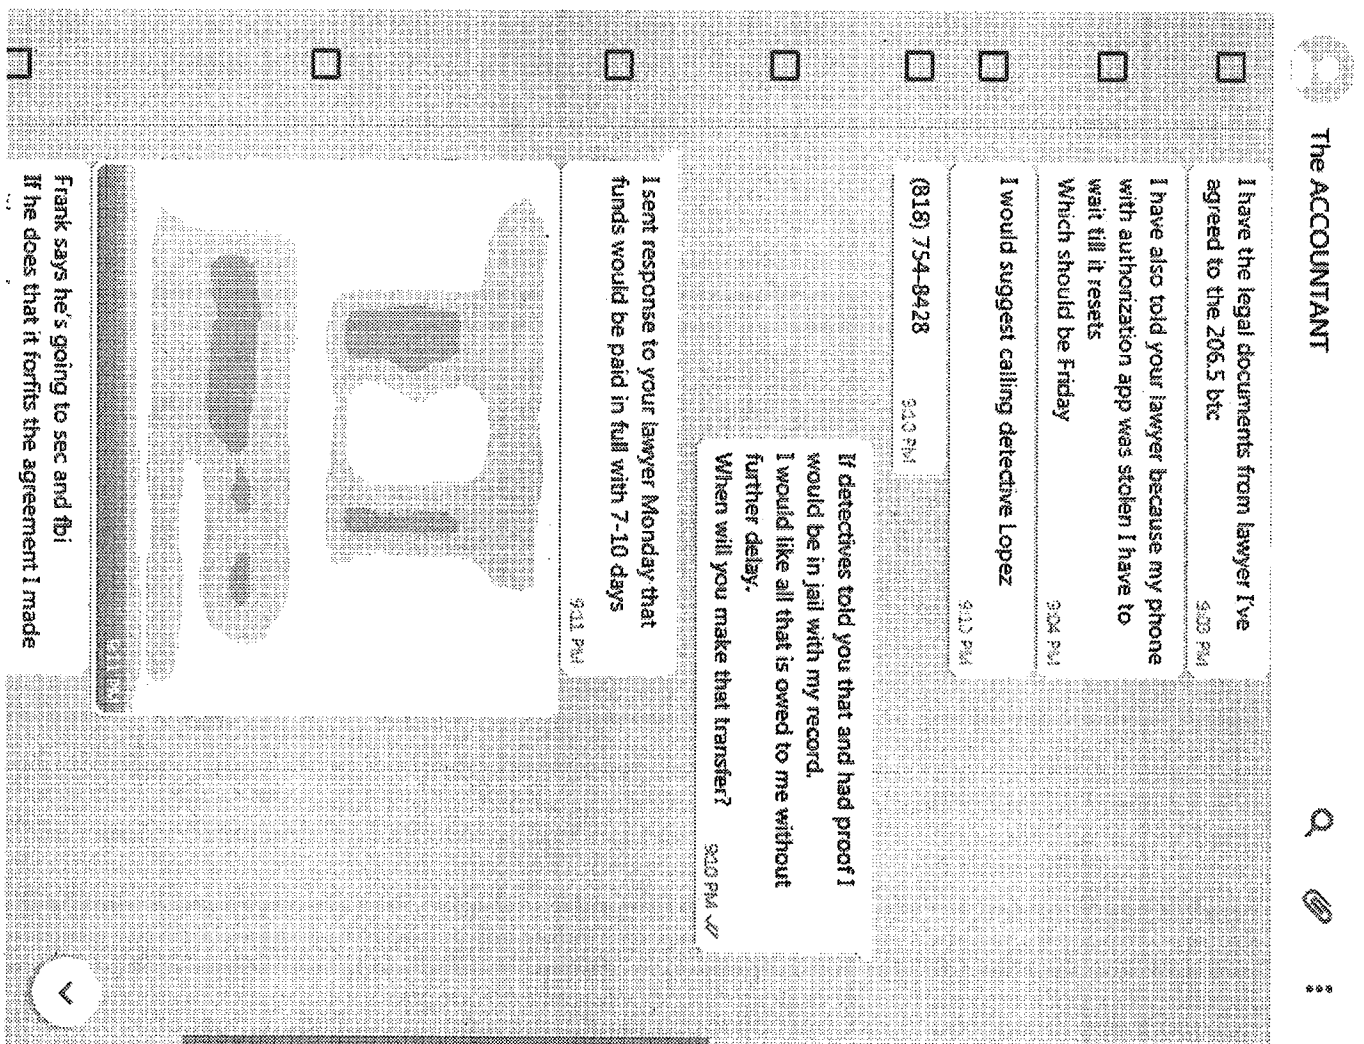 The ACCOUNTANT
I have the legal documents from lawyer I've
agreed to the 206.5 btc
9:03 PM
I have also told your lawyer because my phone
with authorization app was stolen I have to
wait till it resets
Which should be Friday
9:04 PM
I would suggest calling detective Lopez
9:10 PM
(818) 754-8428
9:10 PM
If detectives told you that and had proof I
would be in jail with my record.
I would like all that is owed to me without
further delay.
When will you make that transfer?
9:10 PM
I sent response to your lawyer Monday that
funds would be paid in full with 7-10 days
9:11 PM
Frank says he's going to sec and fbi
If he does that it forfits the agreement I made